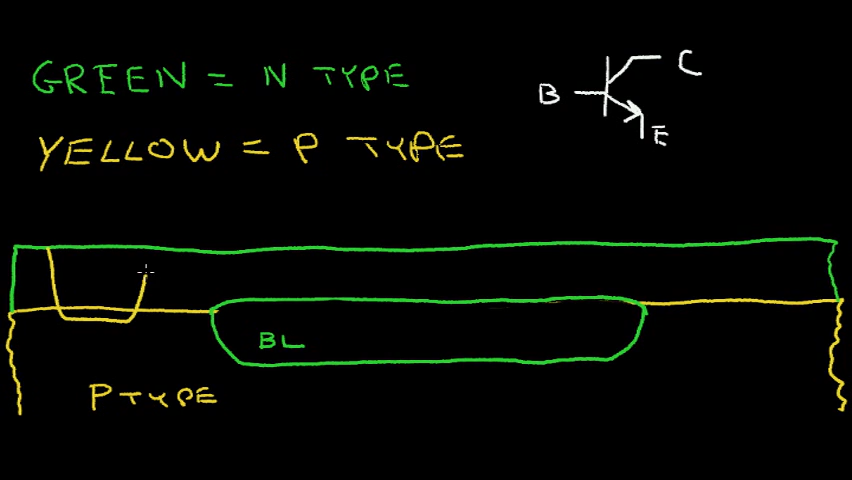 GREEN = N TYPE
YELLOW = P TYPE
B
C
E
BL
P TYPE